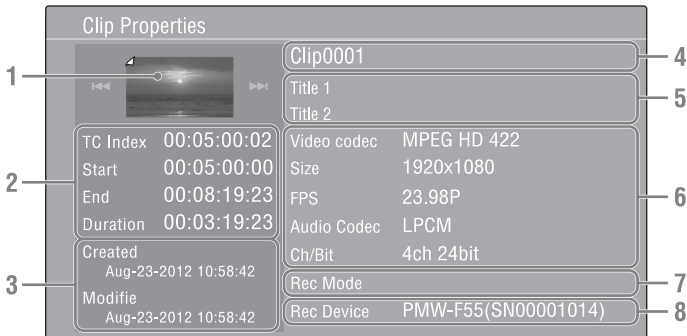 Clip Properties
1
Clip0001
4
Title 1
5
Title 2
TC Index 00:05:00:02
Start 00:05:00:00
End 00:08:19:23
Duration 00:03:19:23
2
Video codec MPEG HD 422
Size 1920x1080
FPS 23.98P
Audio Codec LPCM
Ch/Bit 4ch 24bit
6
Created
Aug-23-2012 10:58:42
Modifie
Aug-23-2012 10:58:42
3
Rec Mode
7
Rec Device PMW-F55(SN00001014)
8